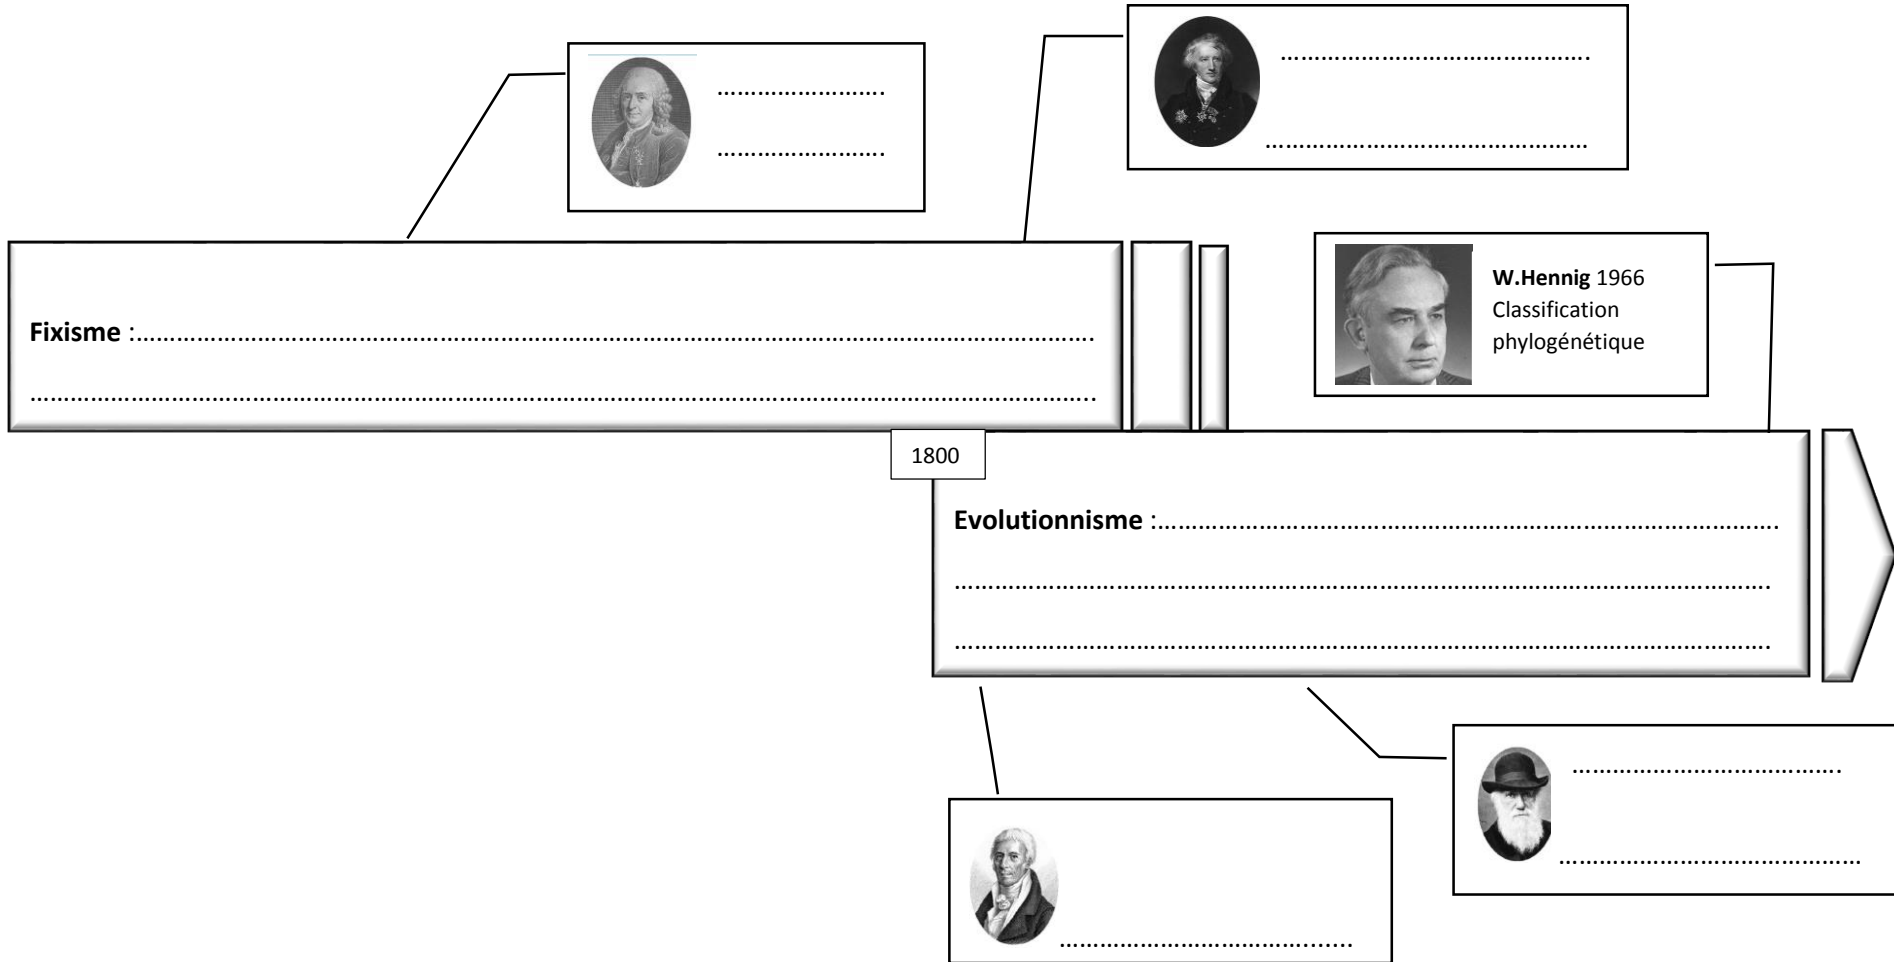 ……………………..
……………………..
……………………………………….
…………………………………………
W.Hennig 1966
Classification
phylogénétique
Fixisme :……………………………………………………………………………………………………………………………….
……………………………………………………………………………………………………………………………………………..
1800
Evolutionnisme :………………………………………………………………………………….
…………………………………………………………………………………………………………….
…………………………………………………………………………………………………………….
………………………………….
………………………………………
……………………………………..